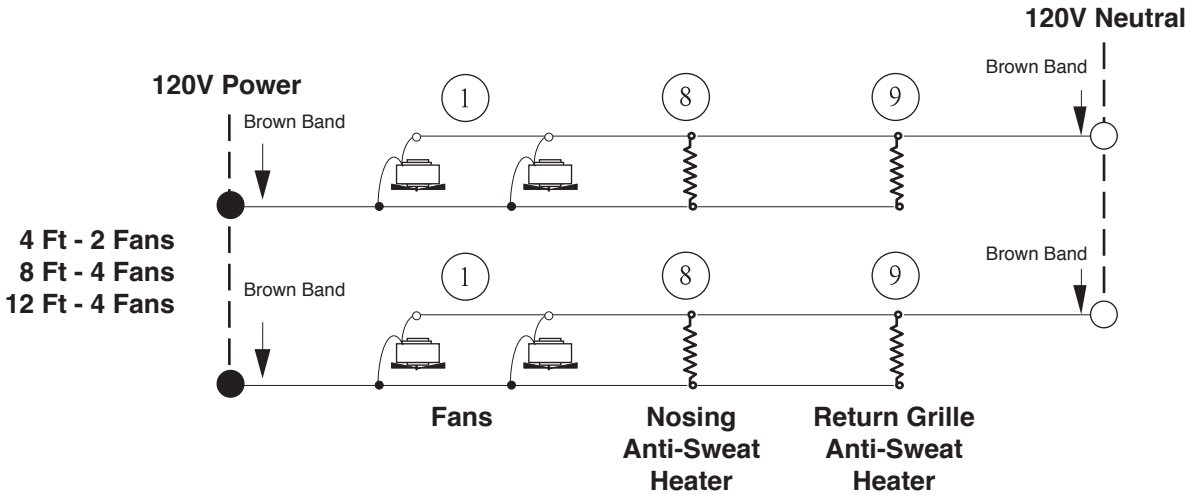 120V Neutral
Brown Band
120V Power
Brown Band
1
8
9
4 Ft - 2 Fans
8 Ft - 4 Fans
12 Ft - 4 Fans
Brown Band
Brown Band
1
8
9
Fans
Nosing
Anti-Sweat
Heater
Return Grille
Anti-Sweat
Heater